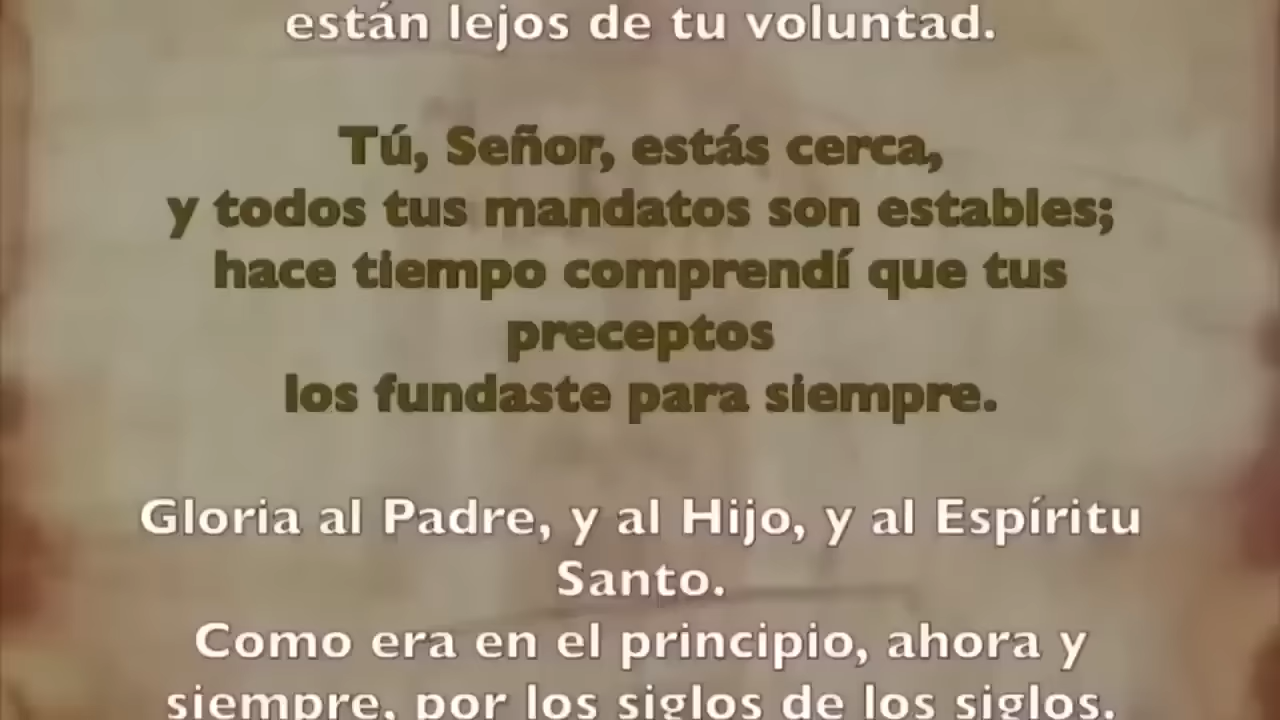 están lejos de tu voluntad.
Tú, Señor, estás cerca,
y todos tus mandatos son estables;
hace tiempo comprendí que tus
preceptos
los fundaste para siempre.
Gloria al Padre, y al Hijo, y al Espíritu
Santo.
Como era en el principio, ahora y
siempre, por los siglos de los siglos.